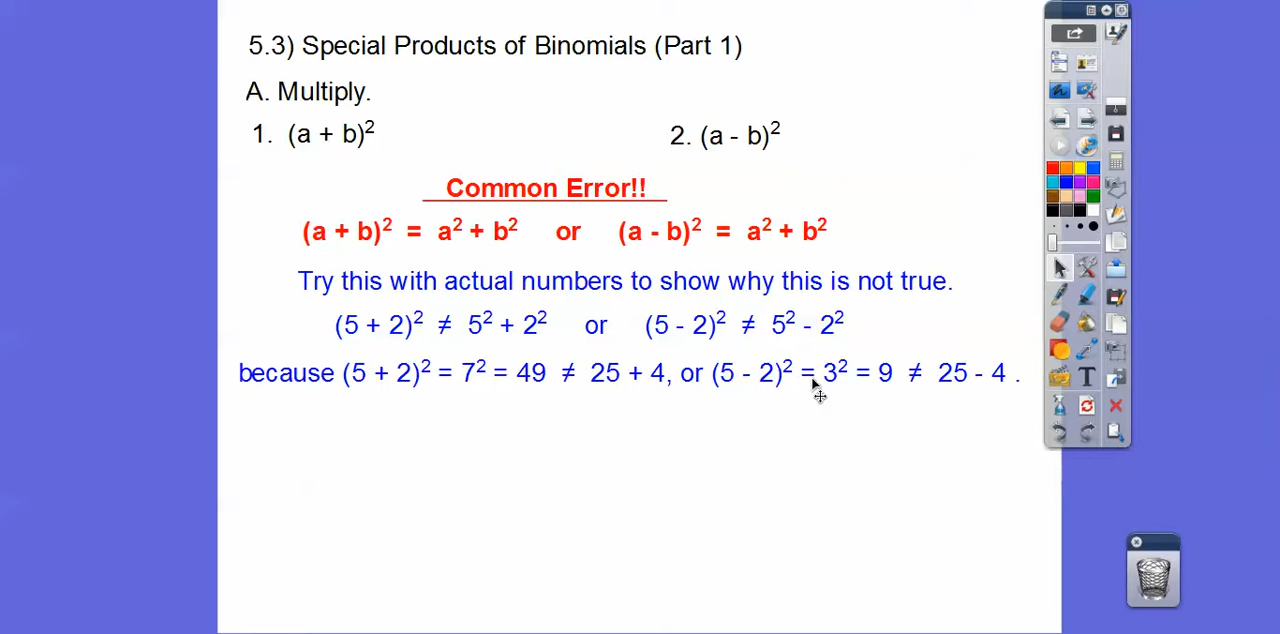 5.3) Special Products of Binomials (Part 1)
A. Multiply.
1. (a + b)²
2. (a - b)²
Common Error!!
(a + b)² = a² + b² or (a - b)² = a² + b²
Try this with actual numbers to show why this is not true.
(5 + 2)² ≠ 5² + 2² or (5 - 2)² ≠ 5² - 2²
because (5 + 2)² = 7² = 49 ≠ 25 + 4, or (5 - 2)² = 3² = 9 ≠ 25 - 4 .